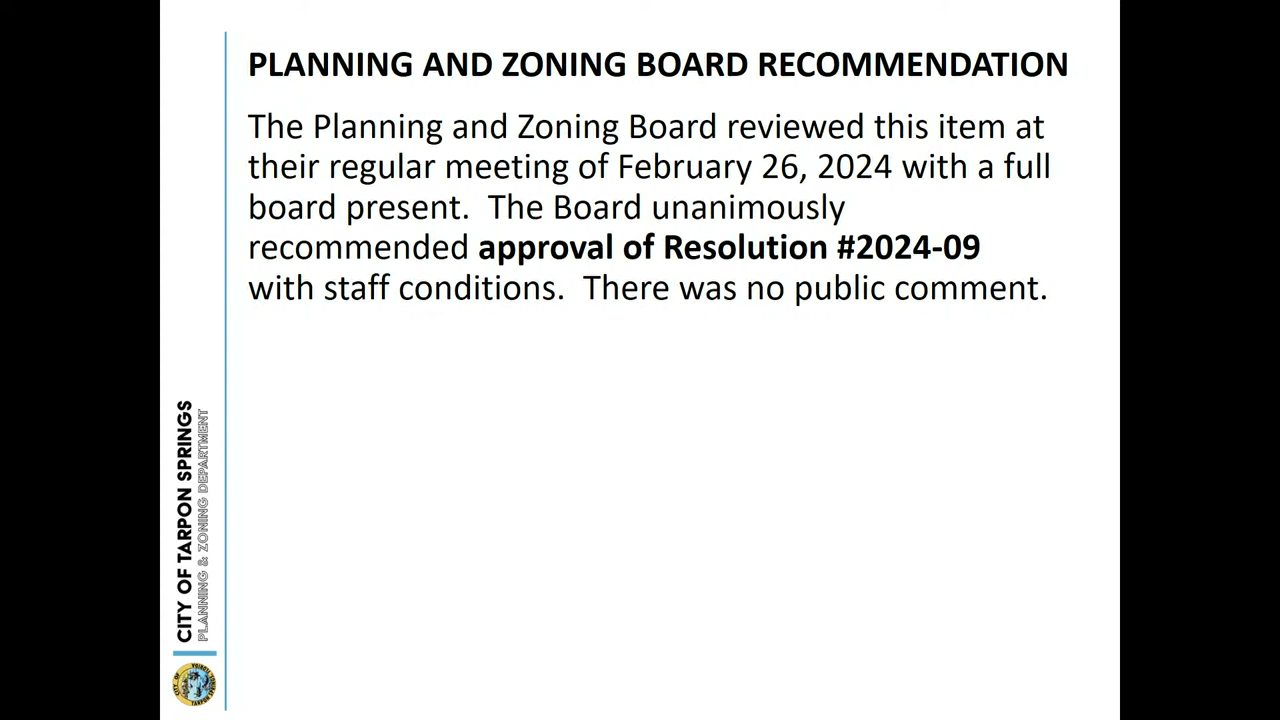 PLANNING AND ZONING BOARD RECOMMENDATION
The Planning and Zoning Board reviewed this item at
their regular meeting of February 26, 2024 with a full
board present.  The Board unanimously
recommended approval of Resolution #2024-09
with staff conditions.  There was no public comment.
CITY OF TARPON SPRINGS
PLANNING & ZONING DEPARTMENT